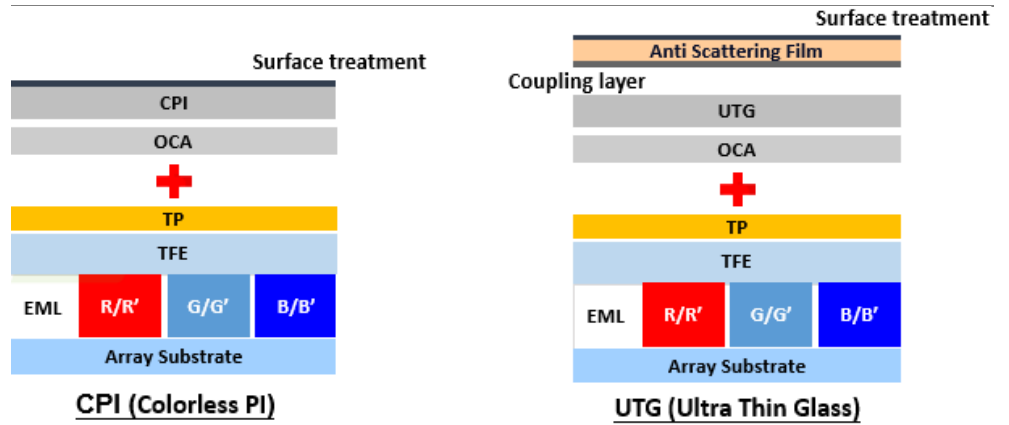 Surface treatment
CPI
OCA
TP
TFE
EML
R/R’
G/G’
B/B’
Array Substrate
CPI (Colorless PI)
Surface treatment
Anti Scattering Film
Coupling layer
UTG
OCA
TP
TFE
EML
R/R’
G/G’
B/B’
Array Substrate
UTG (Ultra Thin Glass)